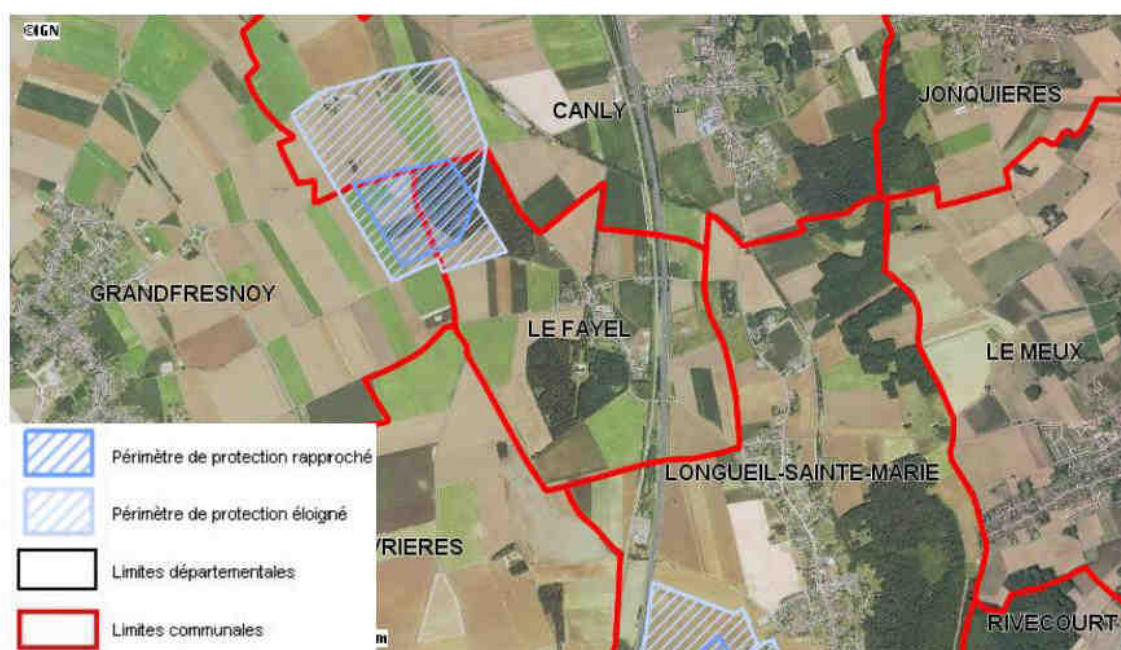 ©IGN
CANLY
JONQUIERES
GRANDFRESNOY
LE FAYEL
LE MEUX
LONGUEIL-SAINTE-MARIE
VRIERES
RIVECOURT
Périmètre de protection rapproché
Périmètre de protection éloigné
Limites départementales
Limites communales
m